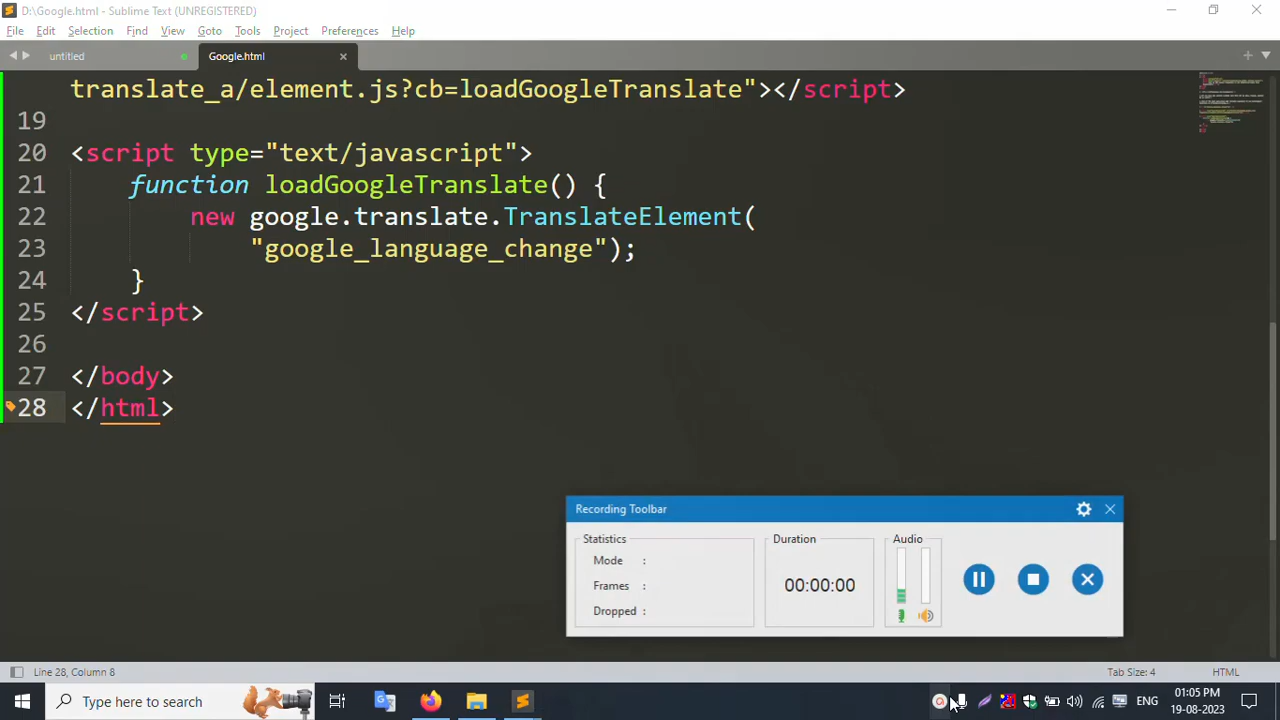 D:\Google.html - Sublime Text (UNREGISTERED)
File Edit Selection Find View Goto Tools Project Preferences Help
untitled Google.html
translate_a/element.js?cb=loadGoogleTranslate"></script>
19
20 <script type="text/javascript">
21 function loadGoogleTranslate() {
22 new google.translate.TranslateElement(
23 "google_language_change");
24 }
25 </script>
26
27 </body>
28 </html>
Recording Toolbar
Statistics Duration Audio
Mode :
Frames : 00:00:00
Dropped :
Line 28, Column 8 Tab Size: 4 HTML
Type here to search ENG 01:05 PM
19-08-2023